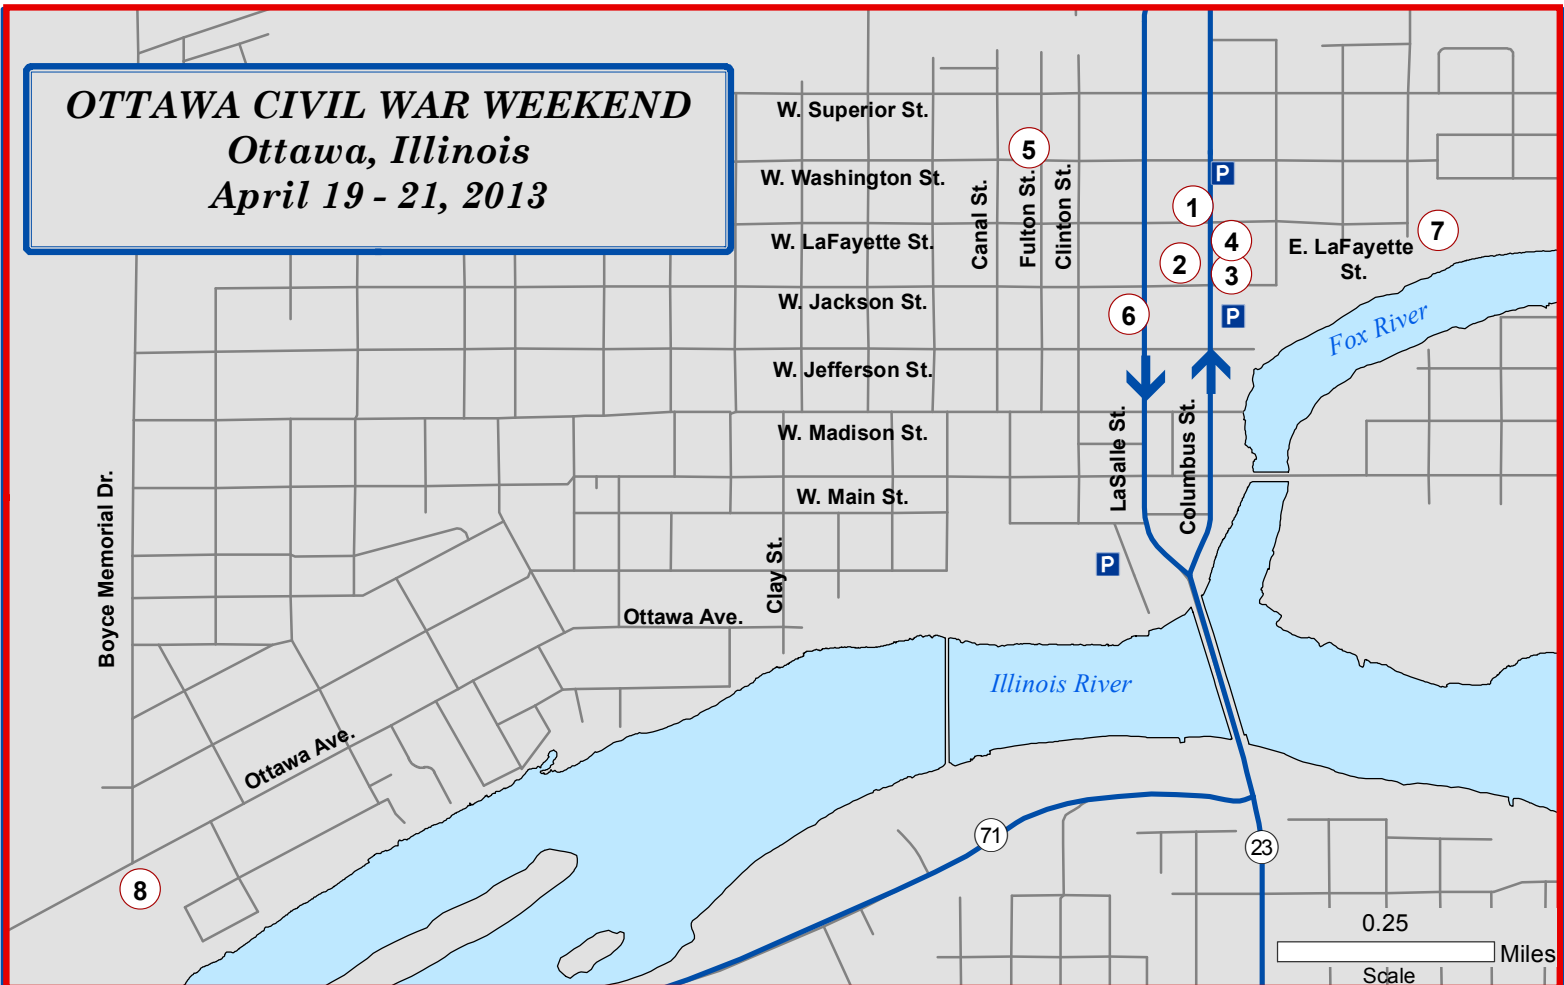 OTTAWA CIVIL WAR WEEKEND
Ottawa, Illinois
April 19 - 21, 2013
W. Superior St.
5
W. Washington St.
P
Canal St.
Fulton St.
Clinton St.
1
W. LaFayette St.
4
7
E. LaFayette
St.
2
3
W. Jackson St.
6
P
Fox River
W. Jefferson St.
W. Madison St.
LaSalle St.
Columbus St.
W. Main St.
Boyce Memorial Dr.
P
Clay St.
Ottawa Ave.
Illinois River
Ottawa Ave.
71
23
8
0.25
Miles
Scale